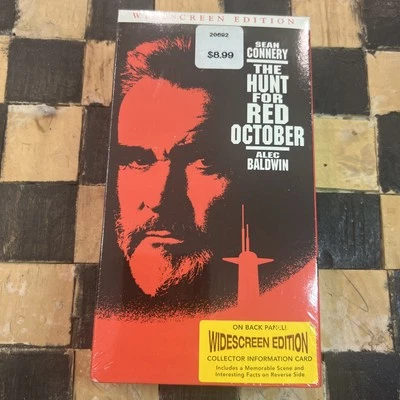 WIDESCREEN EDITION
20692
$8.99
SEAN
CONNERY
THE
HUNT
FOR
RED
OCTOBER
ALEC
BALDWIN
ON BACK PANEL!
WIDESCREEN EDITION
COLLECTOR INFORMATION CARD
Includes a Memorable Scene and
Interesting Facts on Reverse Side